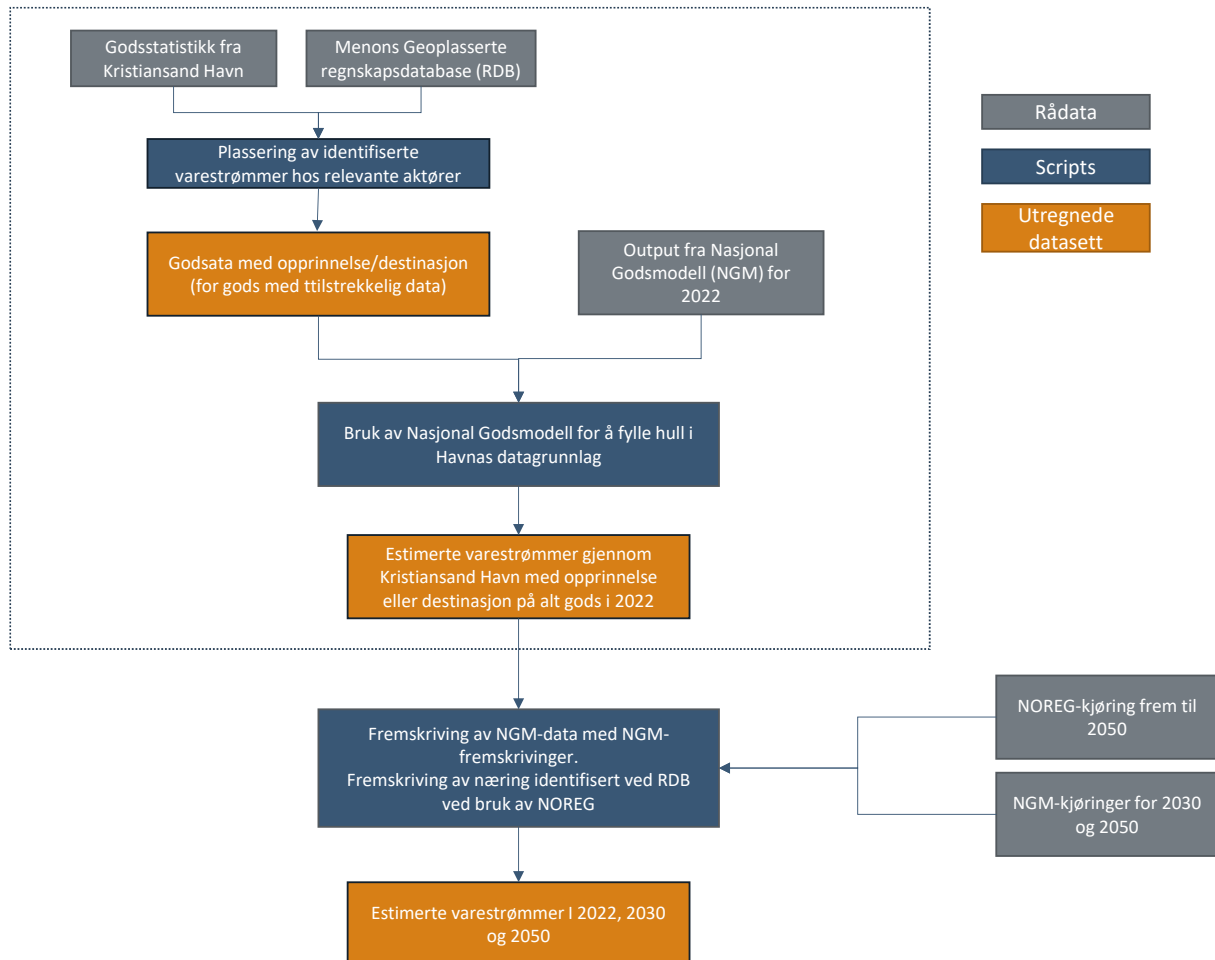 Godsstatistikk fra
Kristiansand Havn
Menons Geoplasserte
regnskapsdatabase (RDB)
Rådata
Plassering av identifiserte
varestrømmer hos relevante aktører
Scripts
Utregnede
datasett
Godsata med opprinnelse/destinasjon
(for gods med ttilstrekkelig data)
Output fra Nasjonal
Godsmodell (NGM) for
2022
Bruk av Nasjonal Godsmodell for å fylle hull i
Havnas datagrunnlag
Estimerte varestrømmer gjennom
Kristiansand Havn med opprinnelse
eller destinasjon på alt gods i 2022
Fremskriving av NGM-data med NGM-
fremskrivinger.
Fremskriving av næring identifisert ved RDB
ved bruk av NOREG
NOREG-kjøring frem til
2050
NGM-kjøringer for 2030
og 2050
Estimerte varestrømmer I 2022, 2030
og 2050